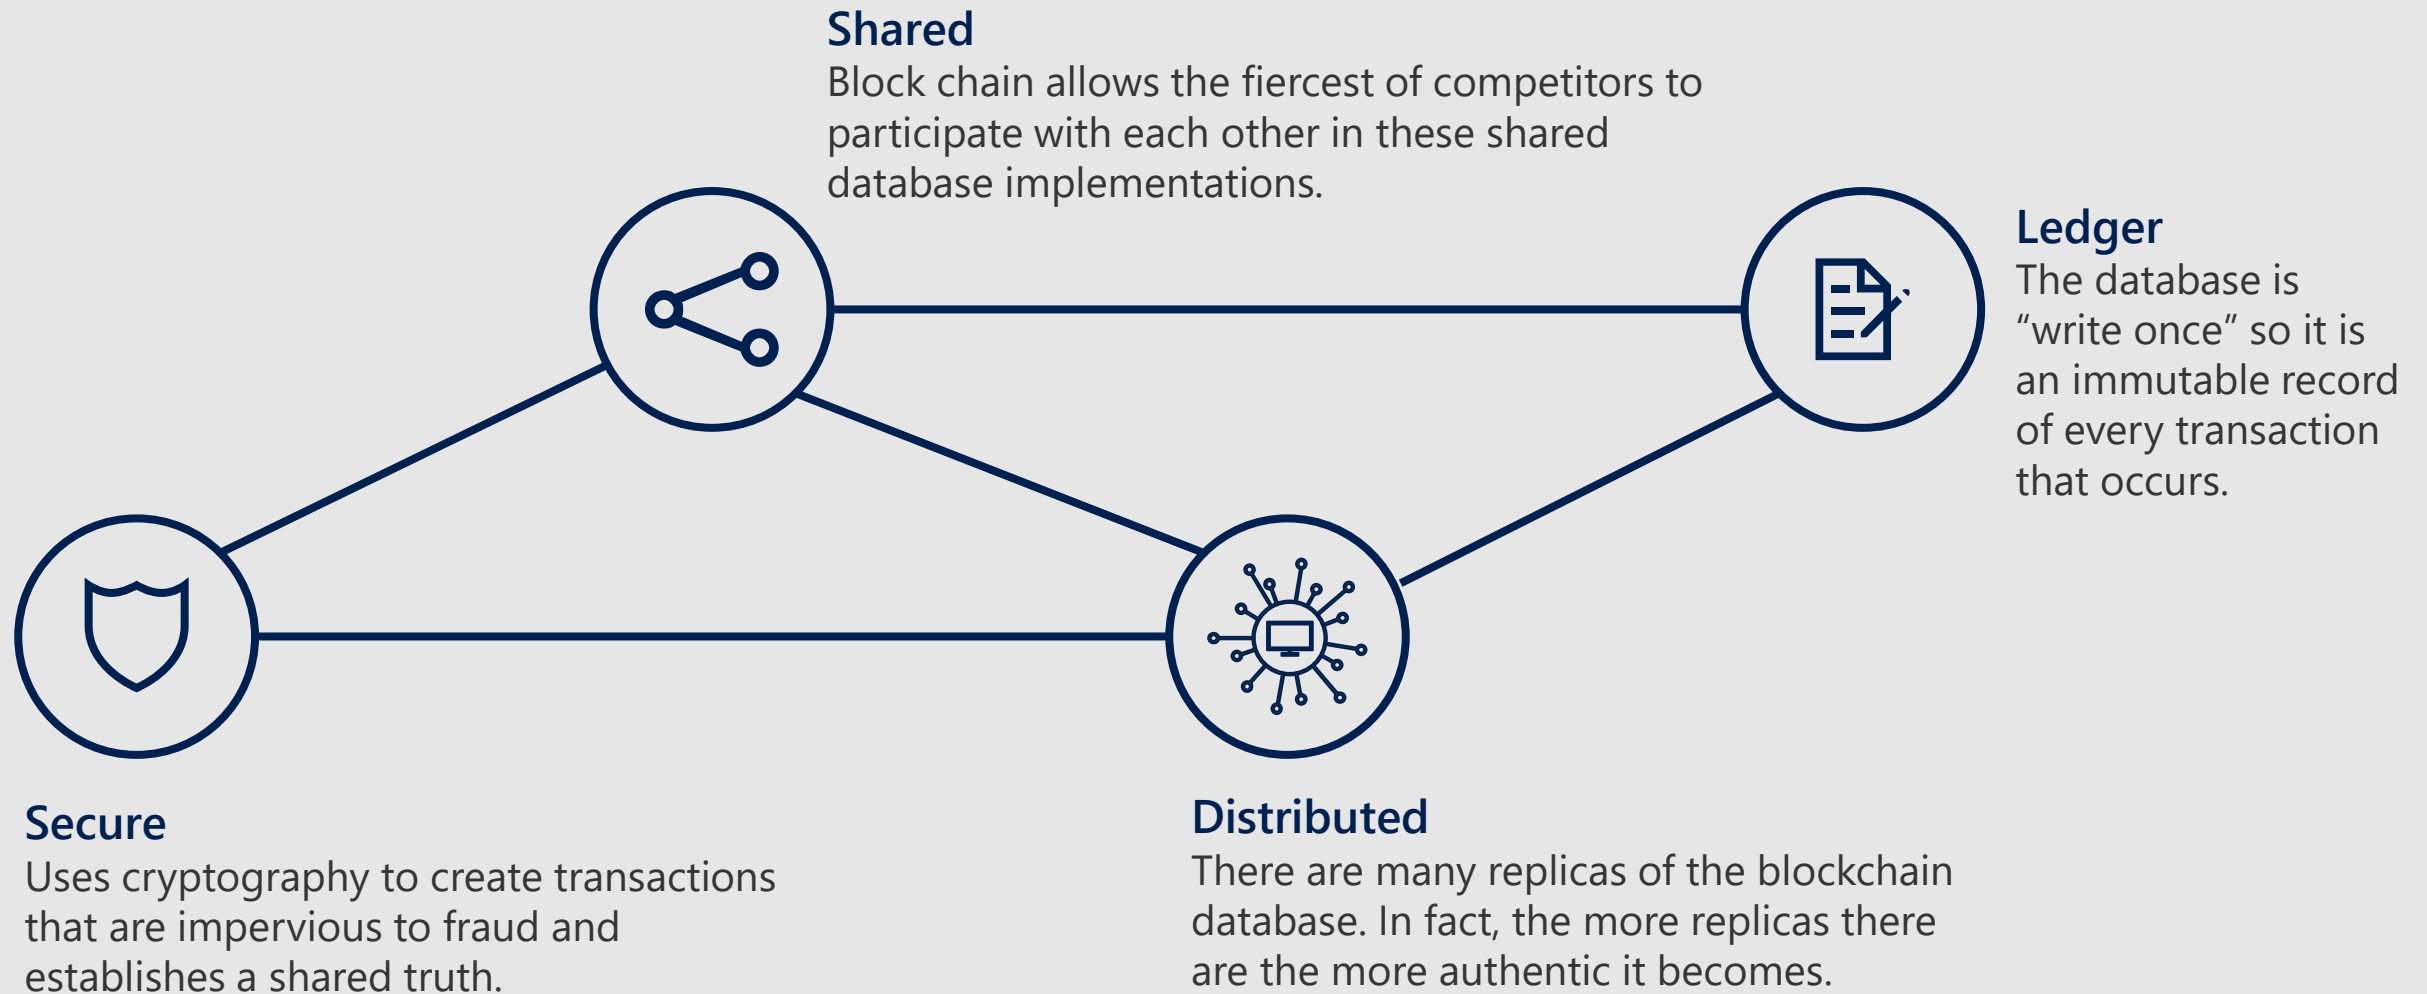 Shared
Block chain allows the fiercest of competitors to
participate with each other in these shared
database implementations.
Ledger
The database is
“write once” so it is
an immutable record
of every transaction
that occurs.
Secure
Uses cryptography to create transactions
that are impervious to fraud and
establishes a shared truth.
Distributed
There are many replicas of the blockchain
database. In fact, the more replicas there
are the more authentic it becomes.